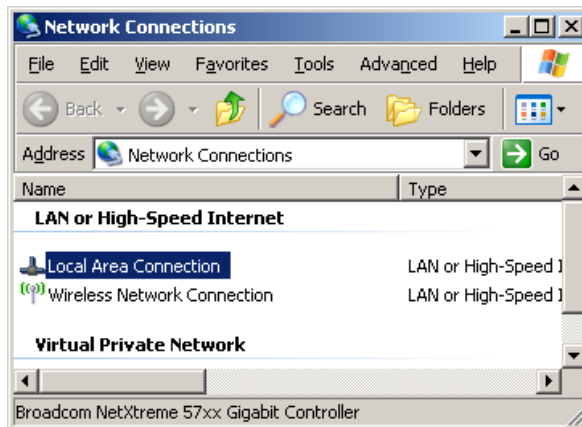 Network Connections
File Edit View Favorites Tools Advanced Help
Back Search Folders
Address Network Connections Go
Name Type
LAN or High-Speed Internet
Local Area Connection LAN or High-Speed I
Wireless Network Connection LAN or High-Speed I
Virtual Private Network
Broadcom NetXtreme 57xx Gigabit Controller